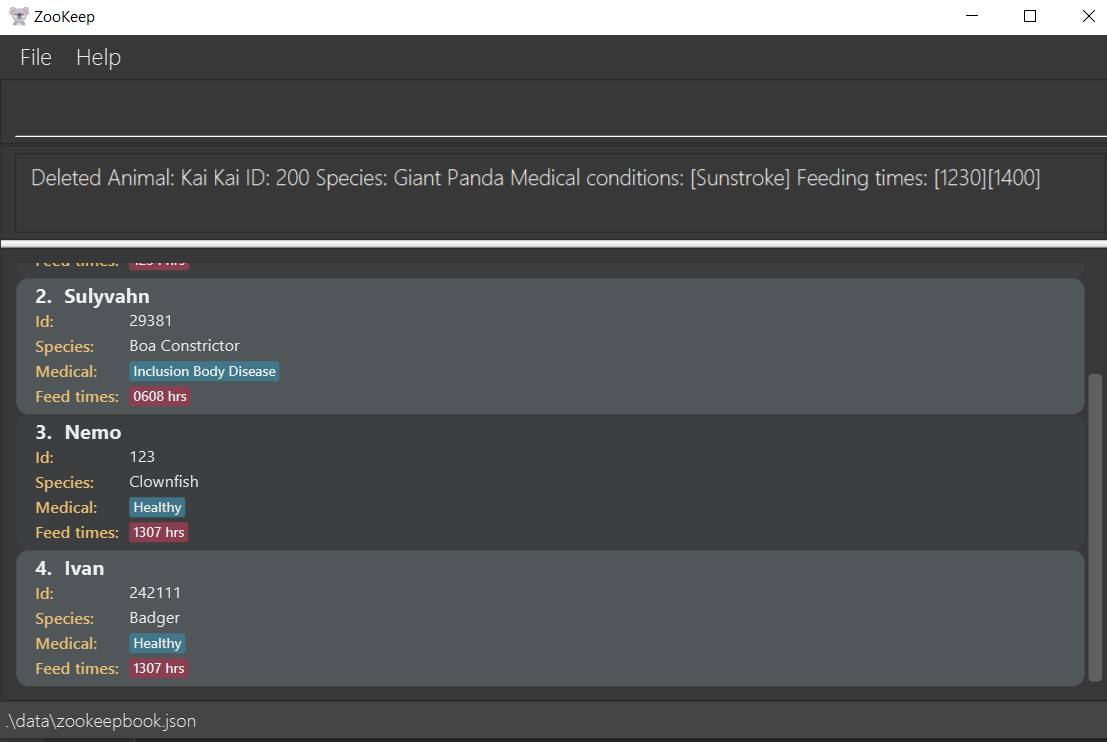 ZooKeep
File Help
Deleted Animal: Kai Kai ID: 200 Species: Giant Panda Medical conditions: [Sunstroke] Feeding times: [1230][1400]
Feed times:
2. Sulyvahn
Id: 29381
Species: Boa Constrictor
Medical: Inclusion Body Disease
Feed times: 0608 hrs
3. Nemo
Id: 123
Species: Clownfish
Medical: Healthy
Feed times: 1307 hrs
4. Ivan
Id: 242111
Species: Badger
Medical: Healthy
Feed times: 1307 hrs
.\data\zookeepbook.json